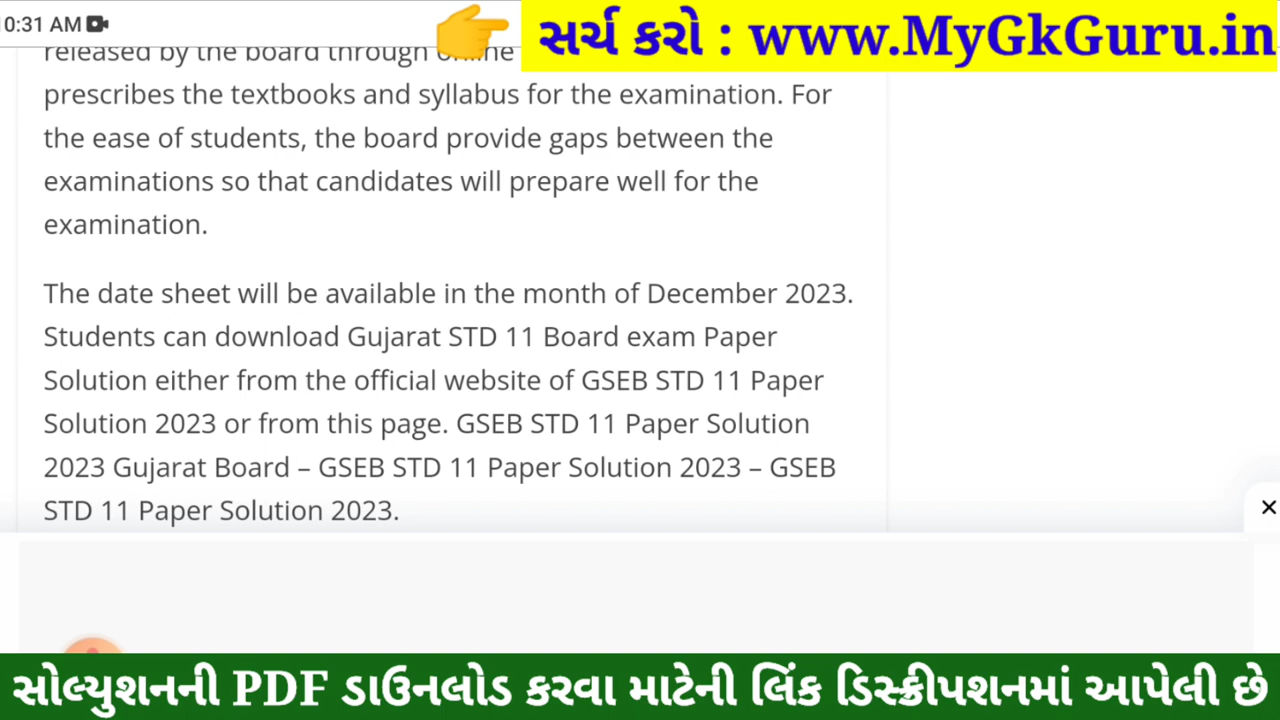 10:31 AM
સર્ચ કરો : www.MyGkGuru.in
released by the board through
prescribes the textbooks and syllabus for the examination. For
the ease of students, the board provide gaps between the
examinations so that candidates will prepare well for the
examination.
The date sheet will be available in the month of December 2023.
Students can download Gujarat STD 11 Board exam Paper
Solution either from the official website of GSEB STD 11 Paper
Solution 2023 or from this page. GSEB STD 11 Paper Solution
2023 Gujarat Board – GSEB STD 11 Paper Solution 2023 – GSEB
STD 11 Paper Solution 2023.
સોલ્યુશનની PDF ડાઉનલોડ કરવા માટેની લિંક ડિસ્ક્રીપશનમાં આપેલી છે